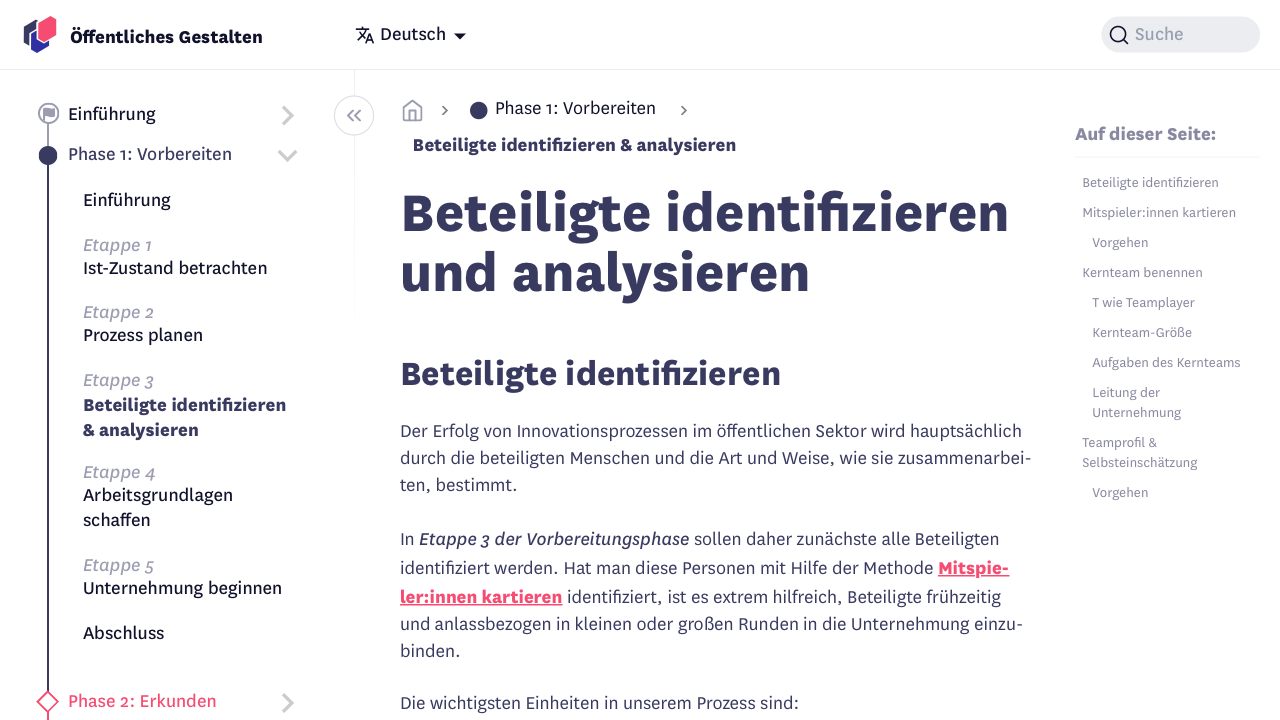 Öffentliches Gestalten
Deutsch
Suche
Einführung
Phase 1: Vorbereiten
Einführung
Etappe 1
Ist-Zustand betrachten
Etappe 2
Prozess planen
Etappe 3
Beteiligte identifizieren
& analysieren
Etappe 4
Arbeitsgrundlagen
schaffen
Etappe 5
Unternehmung beginnen
Abschluss
Phase 2: Erkunden
Phase 1: Vorbereiten
Beteiligte identifizieren & analysieren
Beteiligte identifizieren
und analysieren
Beteiligte identifizieren
Der Erfolg von Innovationsprozessen im öffentlichen Sektor wird hauptsächlich
durch die beteiligten Menschen und die Art und Weise, wie sie zusammenarbei-
ten, bestimmt.
In Etappe 3 der Vorbereitungsphase sollen daher zunächste alle Beteiligten
identifiziert werden. Hat man diese Personen mit Hilfe der Methode Mitspie-
ler:innen kartieren identifiziert, ist es extrem hilfreich, Beteiligte frühzeitig
und anlassbezogen in kleinen oder großen Runden in die Unternehmung einzu-
binden.
Die wichtigsten Einheiten in unserem Prozess sind:
Auf dieser Seite:
Beteiligte identifizieren
Mitspieler:innen kartieren
Vorgehen
Kernteam benennen
T wie Teamplayer
Kernteam-Größe
Aufgaben des Kernteams
Leitung der
Unternehmung
Teamprofil &
Selbsteinschätzung
Vorgehen